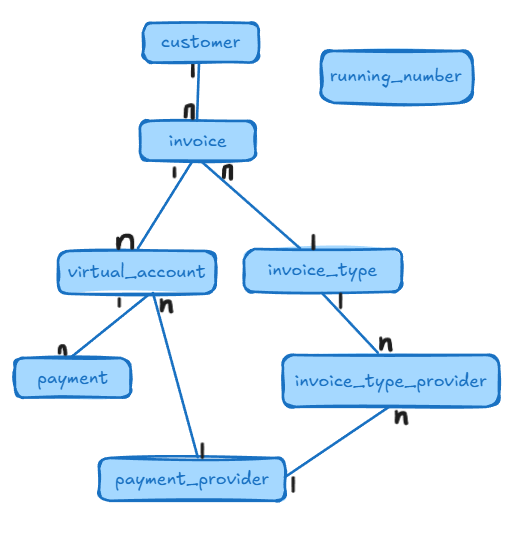 customer
running_number
1
n
invoice
1
n
n
1
virtual_account
invoice_type
1
n
1
n
n
payment
invoice_type_provider
n
1
payment_provider
1